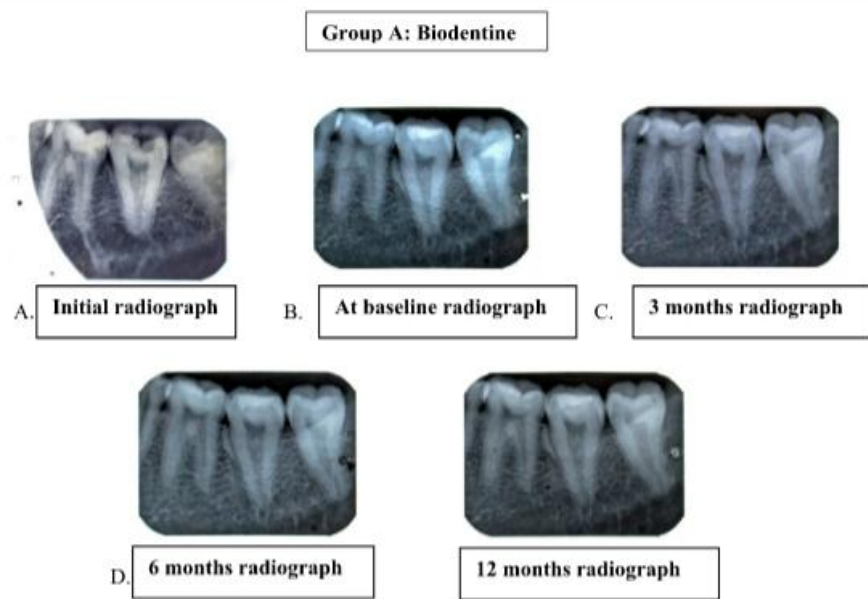 Group A: Biodentine
A. Initial radiograph
B. At baseline radiograph
C. 3 months radiograph
D. 6 months radiograph
12 months radiograph